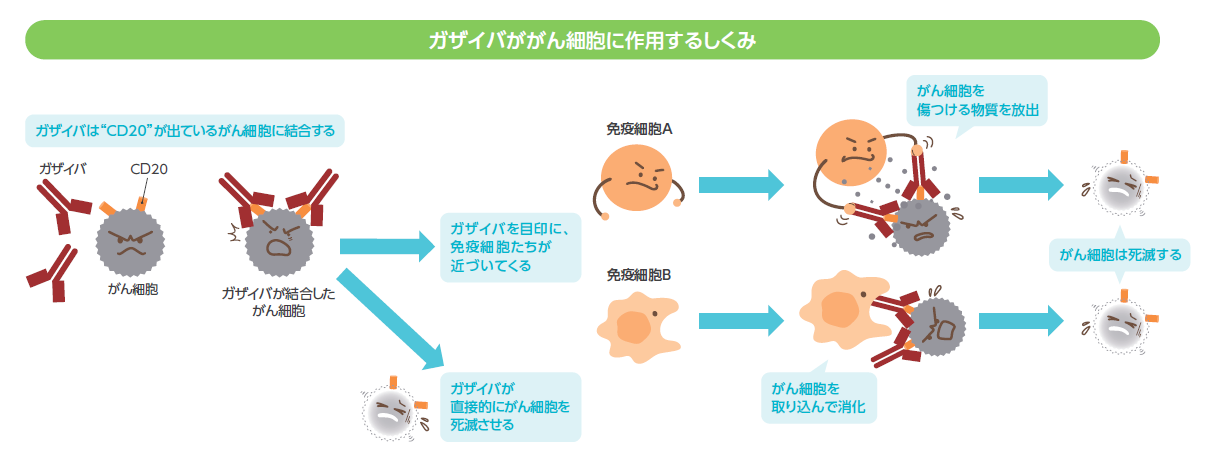 ガザイバががん細胞に作用するしくみ
ガザイバは“CD20”が出ているがん細胞に結合する
ガザイバ
CD20
がん細胞
ガザイバが結合した
がん細胞
ガザイバを目印に、
免疫細胞たちが
近づいてくる
ガザイバが
直接的にがん細胞を
死滅させる
免疫細胞A
がん細胞を
傷つける物質を放出
免疫細胞B
がん細胞を
取り込んで消化
がん細胞は死滅する